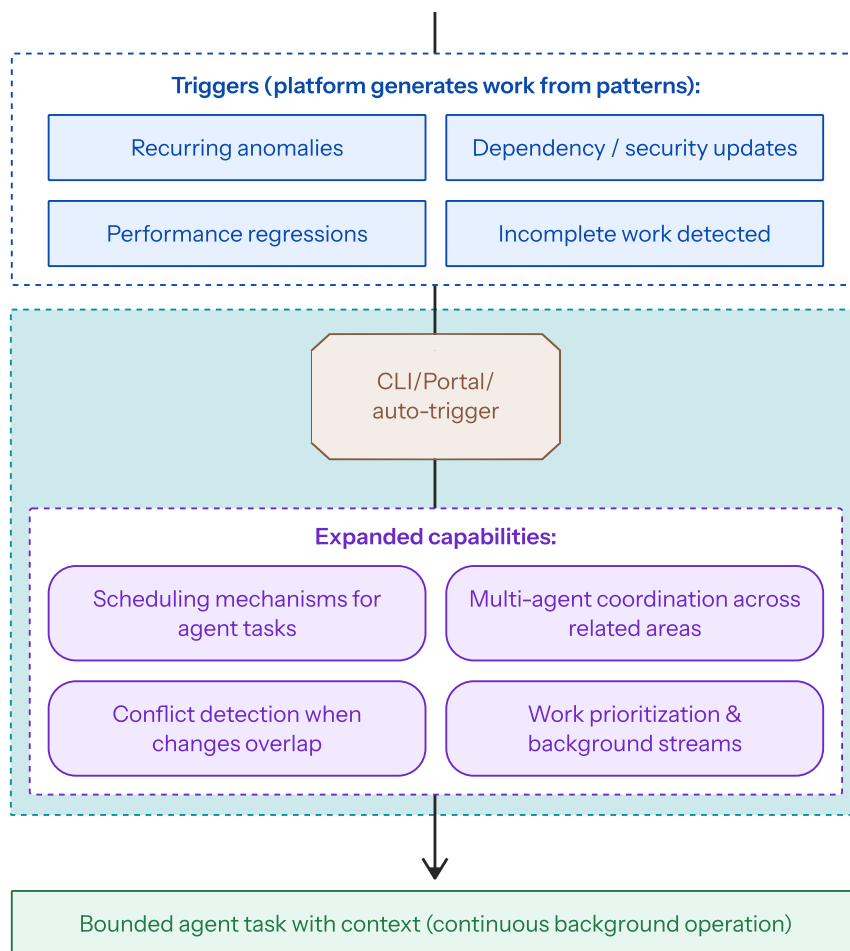 Triggers (platform generates work from patterns):
Recurring anomalies
Dependency / security updates
Performance regressions
Incomplete work detected
CLI/Portal/
auto-trigger
Expanded capabilities:
Scheduling mechanisms for
agent tasks
Multi-agent coordination across
related areas
Conflict detection when
changes overlap
Work prioritization &
background streams
Bounded agent task with context (continuous background operation)